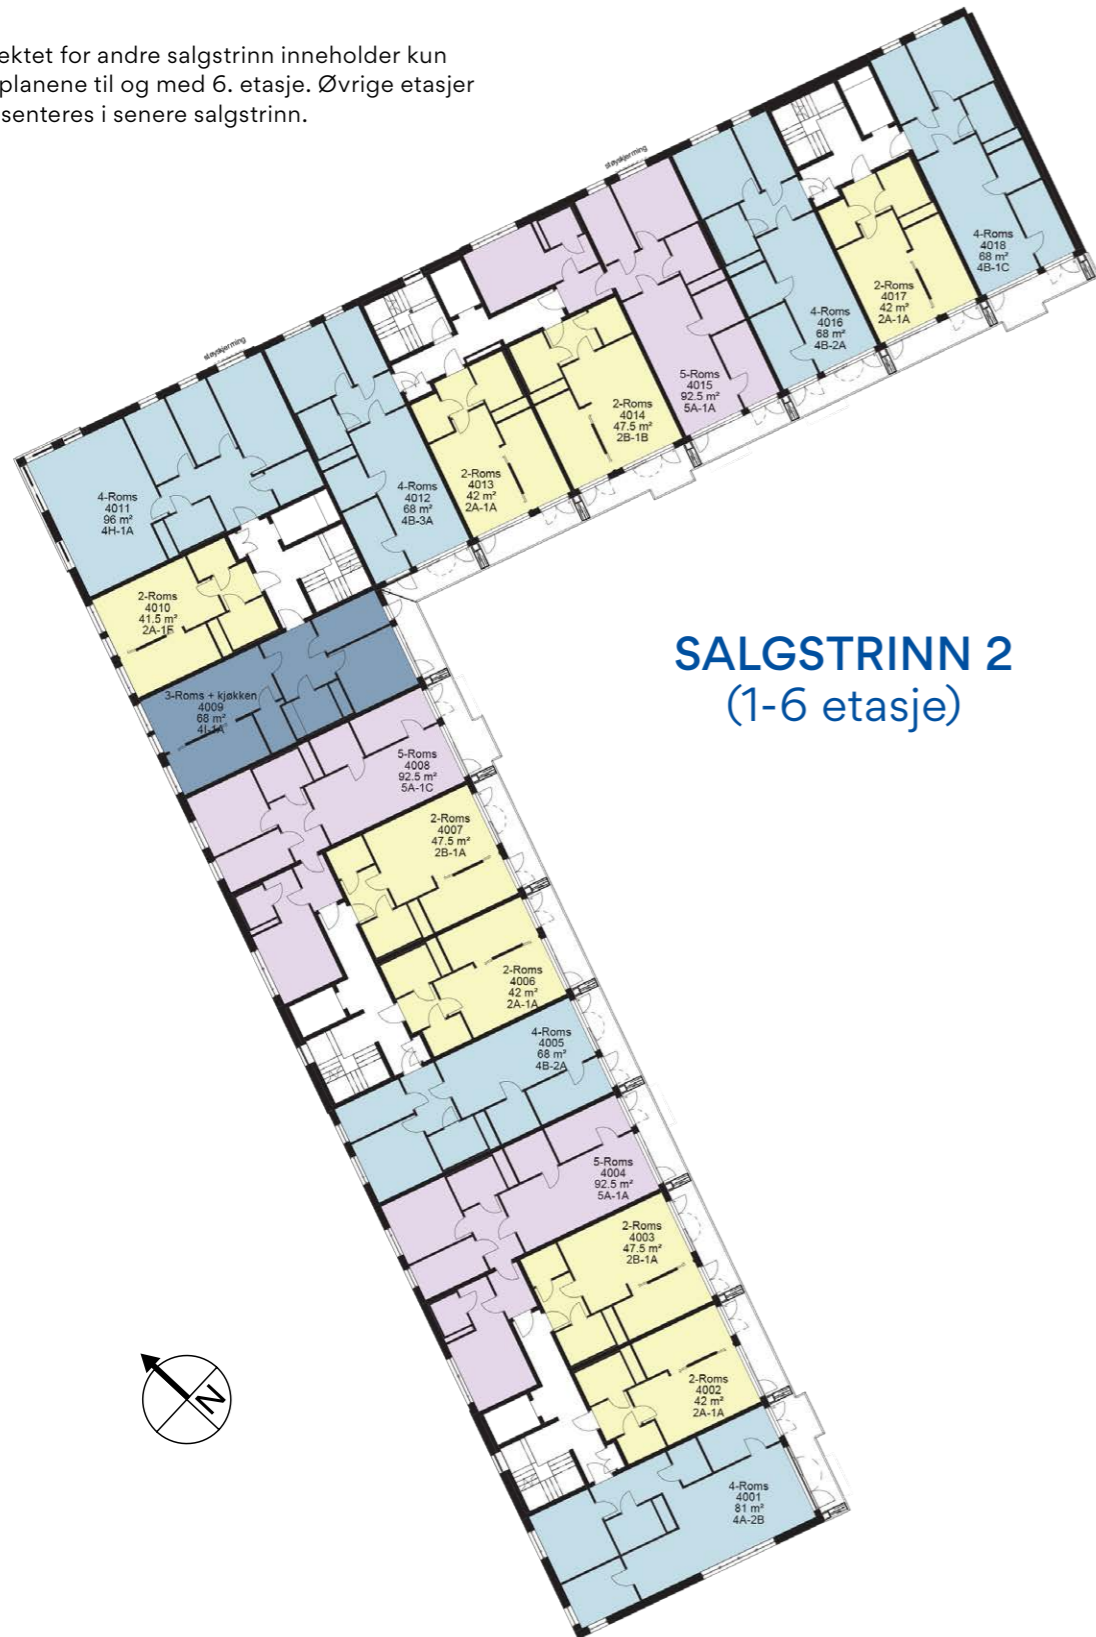 ektet for andre salgstrinn inneholder kun
planene til og med 6. etasje. Øvrige etasjer
senteres i senere salgstrinn.
støyskjerming
4-Roms
4018
68 m²
4B-1C
2-Roms
4017
42 m²
2A-1A
4-Roms
4016
68 m²
4B-2A
støyskjerming
5-Roms
4015
92.5 m²
5A-1A
2-Roms
4014
47.5 m²
2B-1B
2-Roms
4013
42 m²
2A-1A
4-Roms
4012
68 m²
4B-3A
4-Roms
4011
96 m²
4H-1A
2-Roms
4010
41.5 m²
SALGSTRINN 2
(1-6 etasje)
3-Roms + kjøkken
4009
68 m²
4I-1A
5-Roms
4008
92.5 m²
5A-1C
2-Roms
4007
47.5 m²
2B-1A
2-Roms
4006
42 m²
2A-1A
4-Roms
4005
68 m²
4B-2A
5-Roms
4004
92.5 m²
5A-1A
2-Roms
4003
47.5 m²
2B-1A
2-Roms
4002
42 m²
2A-1A
4-Roms
4001
81 m²
4A-2B
N